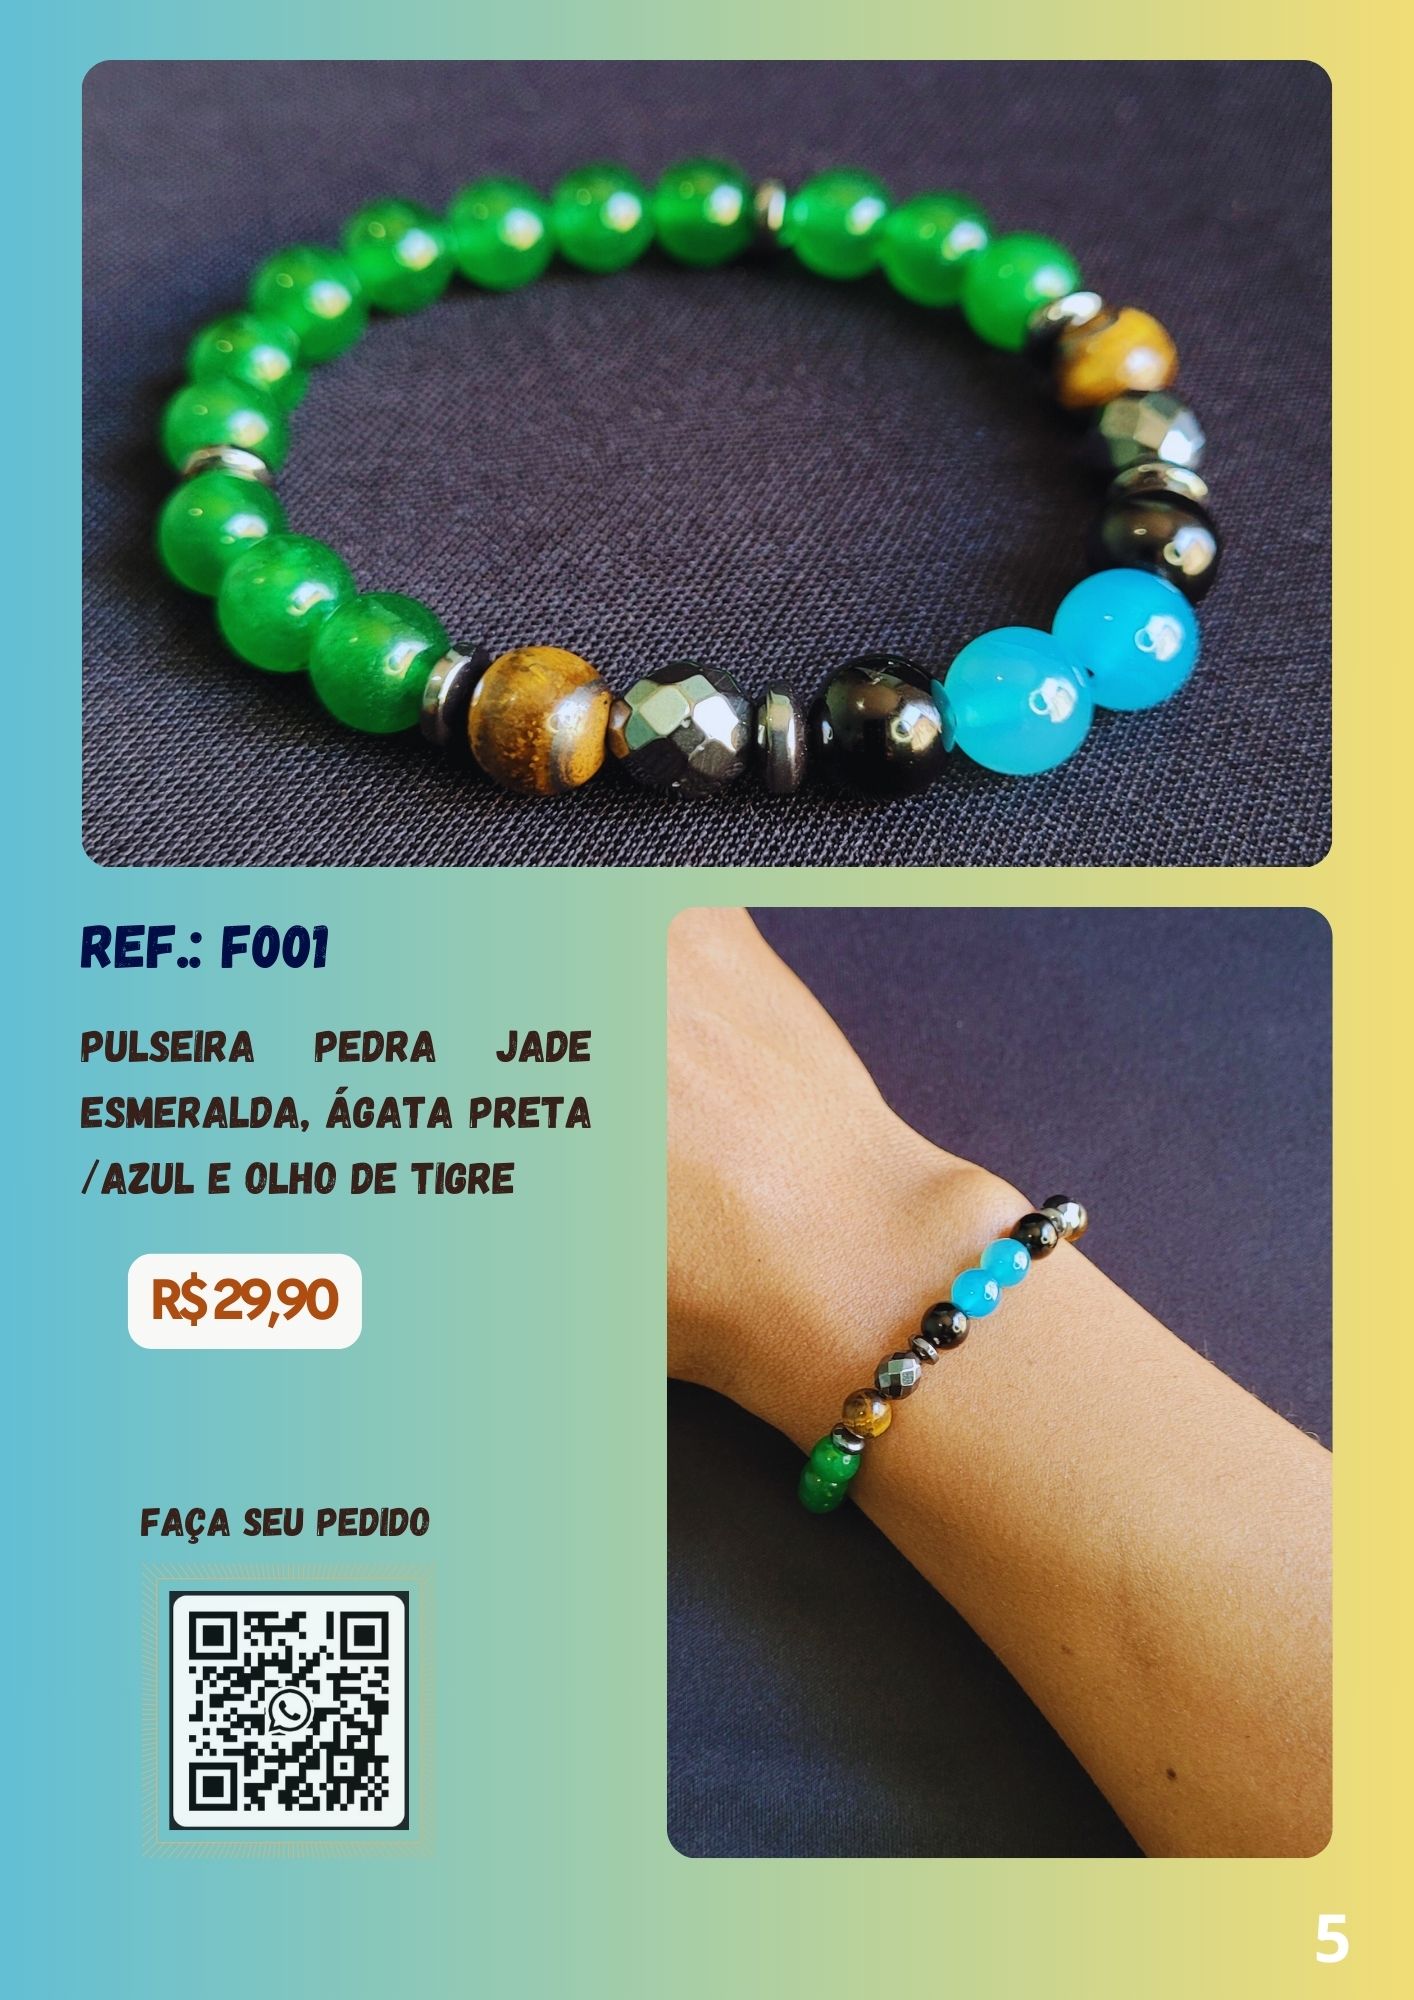 REF.: F001
PULSEIRA PEDRA JADE
ESMERALDA, ÁGATA PRETA
/AZUL E OLHO DE TIGRE
R$ 29,90
FAÇA SEU PEDIDO
5